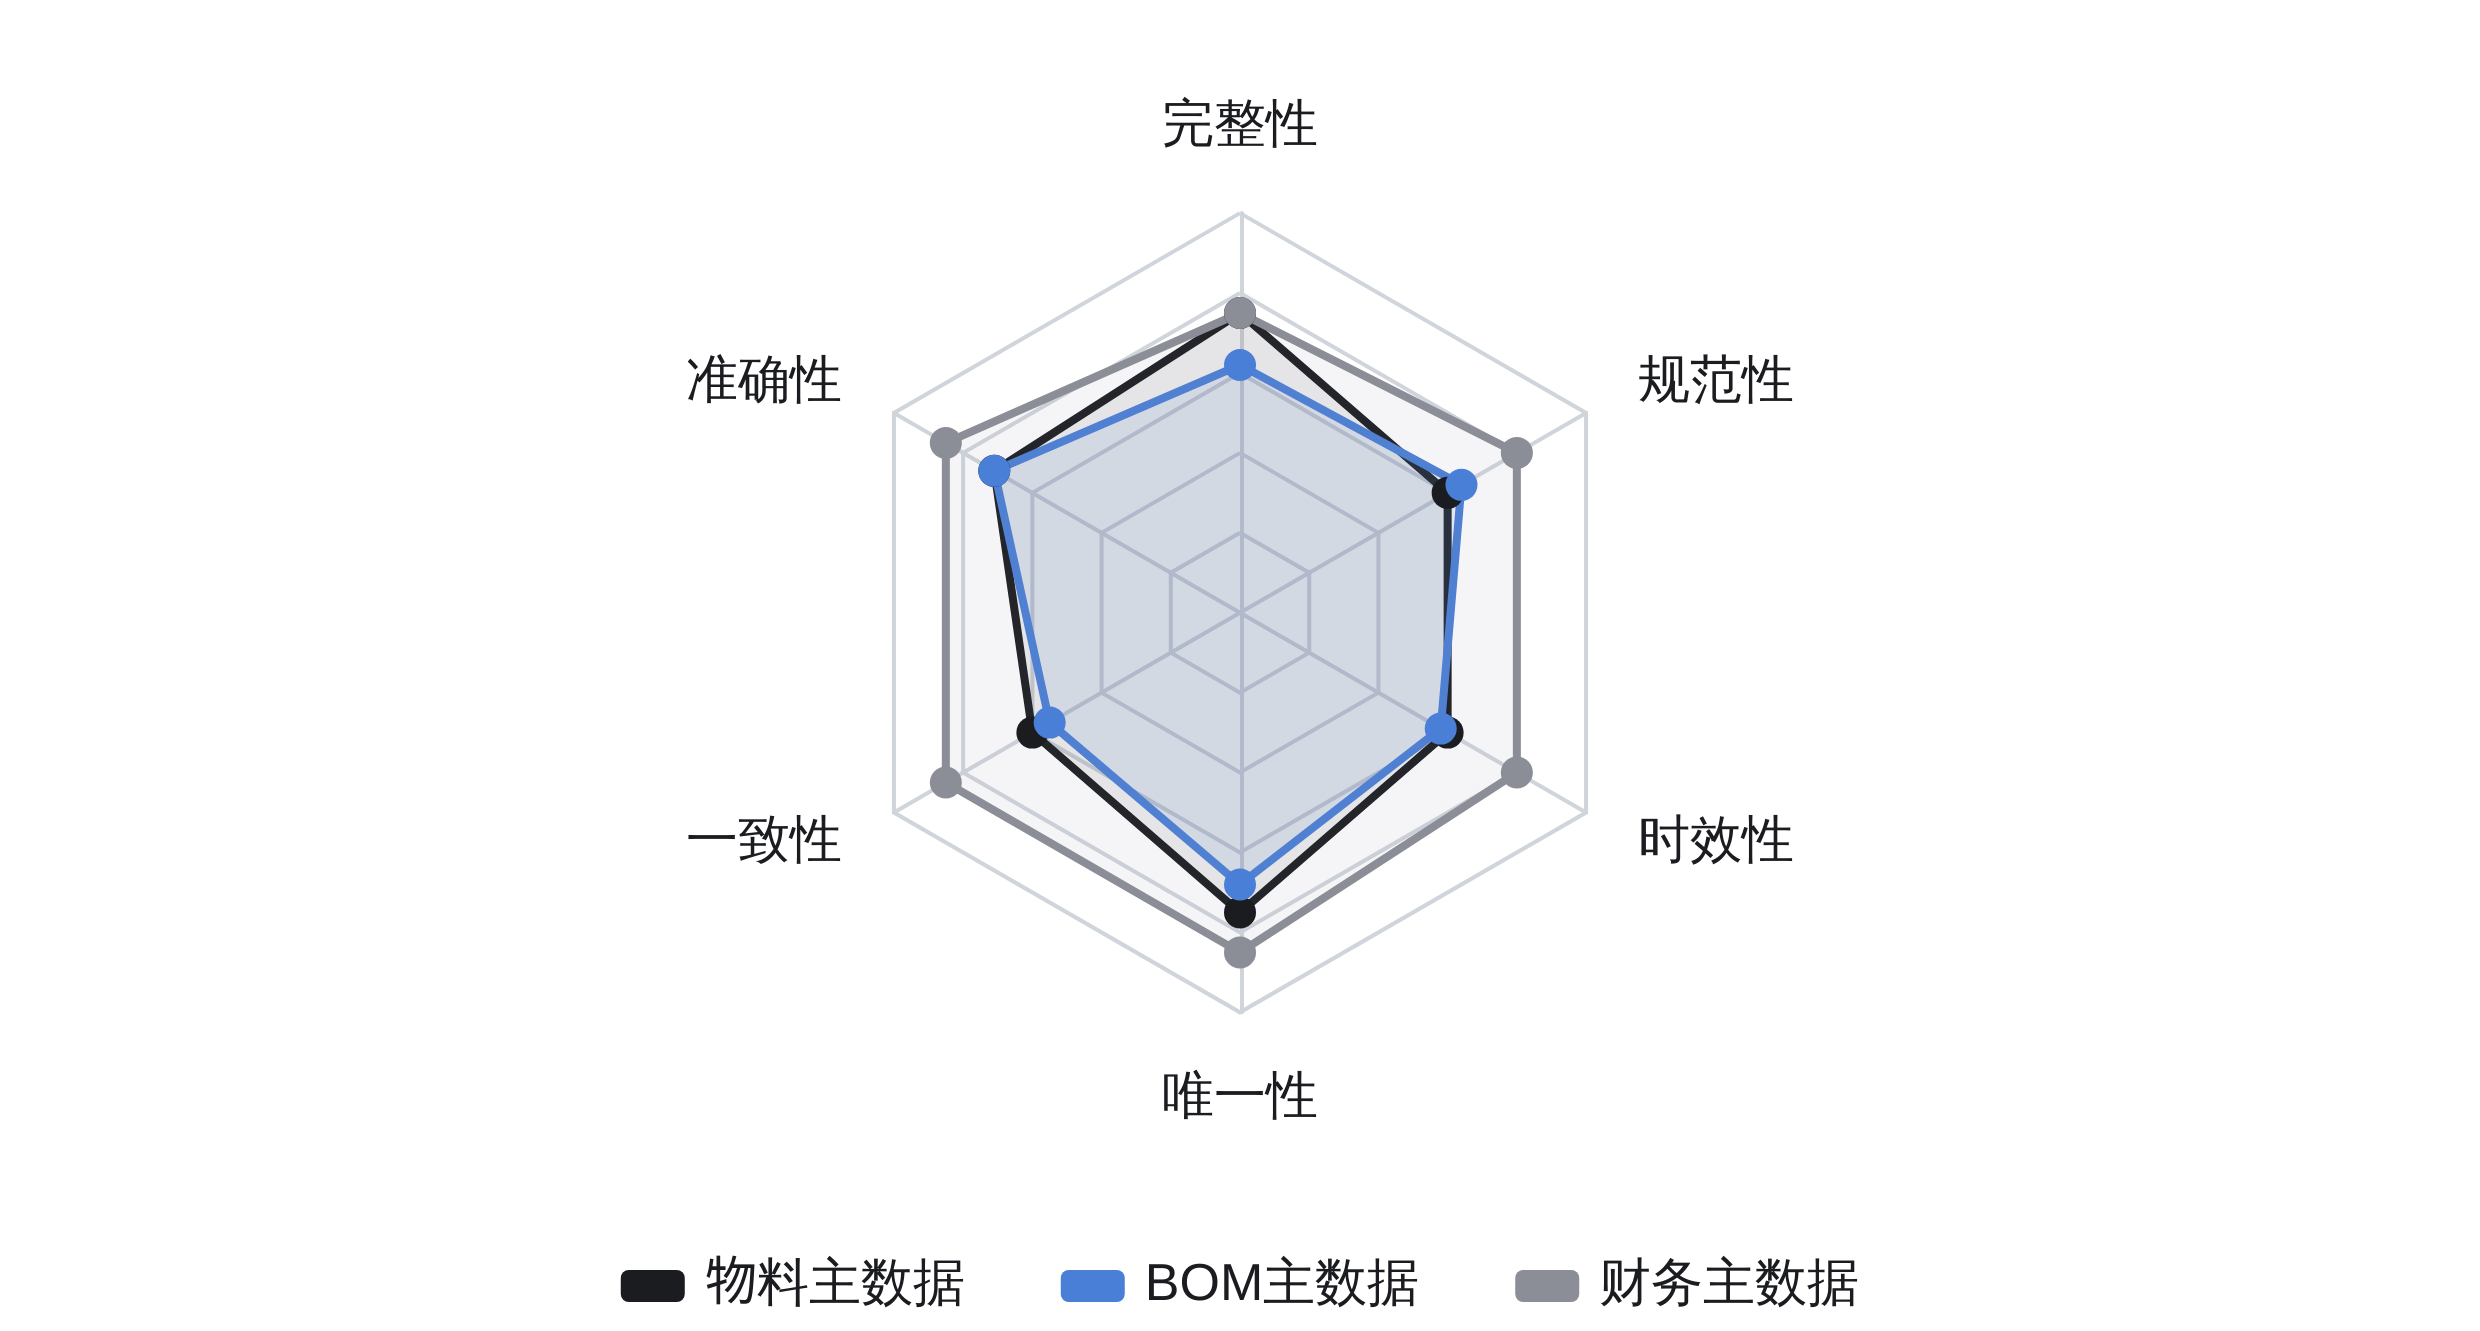 完整性
准确性
规范性
一致性
时效性
唯一性
物料主数据
BOM主数据
财务主数据